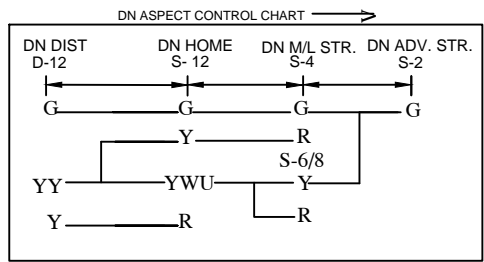 DN ASPECT CONTROL CHART
DN DIST DN HOME DN M/L STR. DN ADV. STR.
D-12 S- 12 S-4 S-2
G G G G
Y R
S-6/8
YY YWU Y
R
Y R